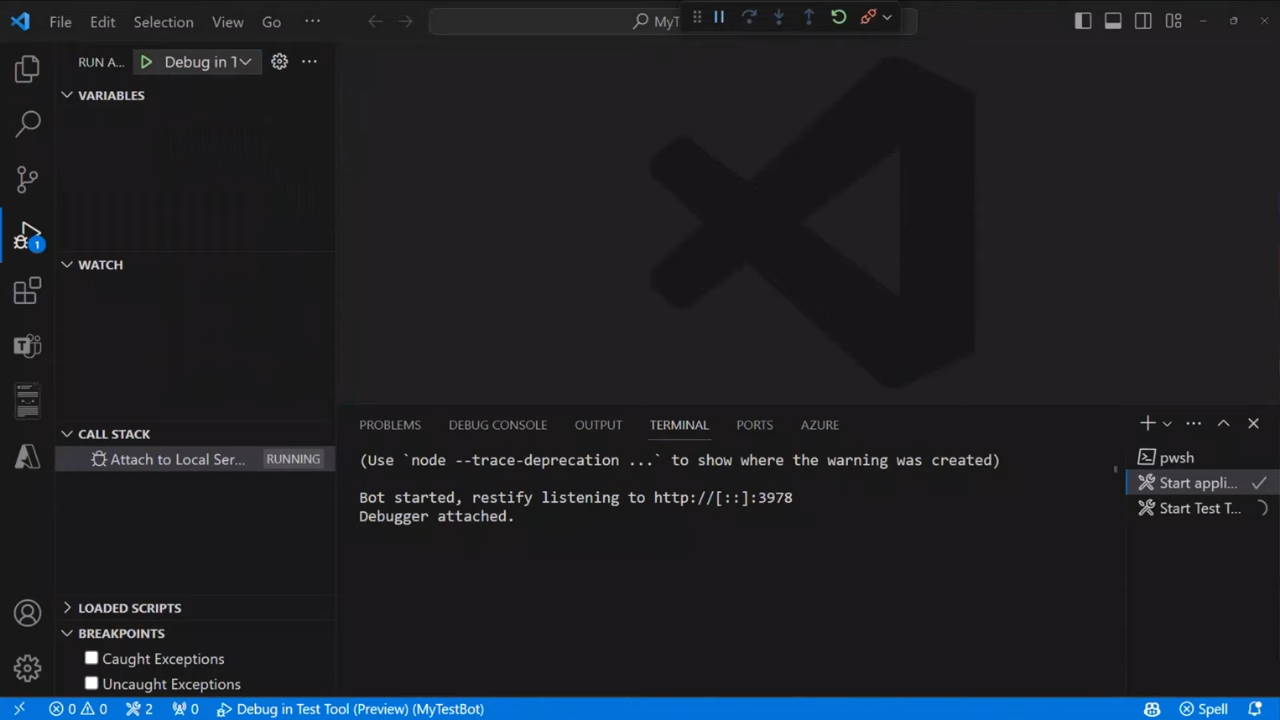 File Edit Selection View Go ···
MyT
RUN A... Debug in T
VARIABLES
WATCH
CALL STACK
Attach to Local Ser... RUNNING
LOADED SCRIPTS
BREAKPOINTS
Caught Exceptions
Uncaught Exceptions
1
T
PROBLEMS DEBUG CONSOLE OUTPUT TERMINAL PORTS AZURE
(Use `node --trace-deprecation ...` to show where the warning was created)
Bot started, restify listening to http://[::]:3978
Debugger attached.
pwsh
Start appli...
Start Test T...
0 0 2 0 Debug in Test Tool (Preview) (MyTestBot) Spell